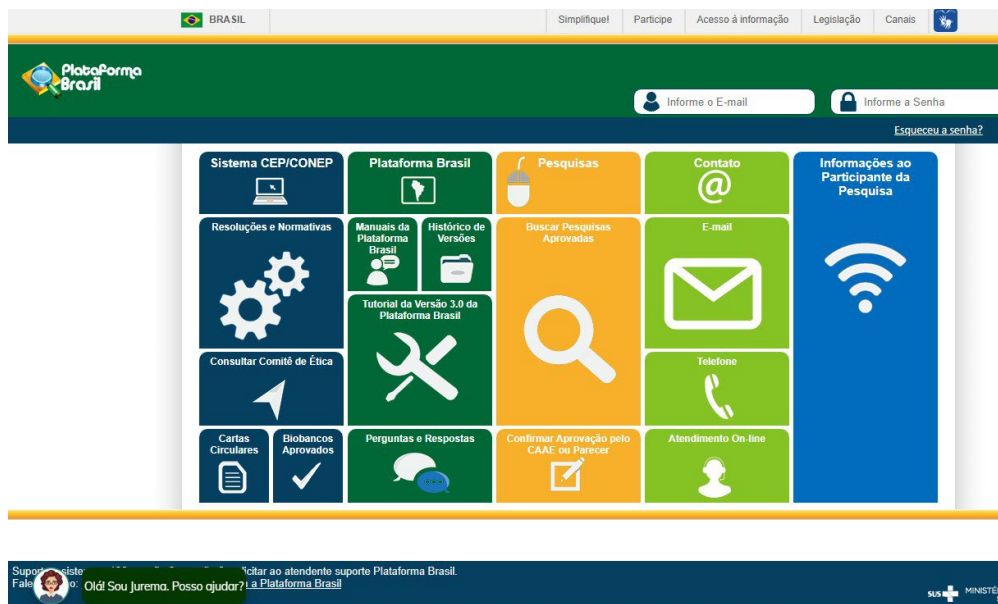 BRASIL
Simplifique!
Participe
Acesso à informação
Legislação
Canais
Plataforma
Brasil
Informe o E-mail
Informe a Senha
Esqueceu a senha?
Sistema CEP/CONEP
Plataforma Brasil
Pesquisas
Contato
@
Informações ao
Participante da
Pesquisa
Resoluções e Normativas
Manuais da
Plataforma
Brasil
Histórico de
Versões
Buscar Pesquisas
Aprovadas
E-mail
Tutorial da Versão 3.0 da
Plataforma Brasil
Consultar Comitê de Ética
Telefone
Cartas
Circulares
Biobancos
Aprovados
Perguntas e Respostas
Confirmar Aprovação pelo
CAAE ou Parecer
Atendimento On-line
ao atendente suporte Plataforma Brasil.
a Plataforma Brasil
Olá! Sou Jurema. Posso ajudar?
SUS